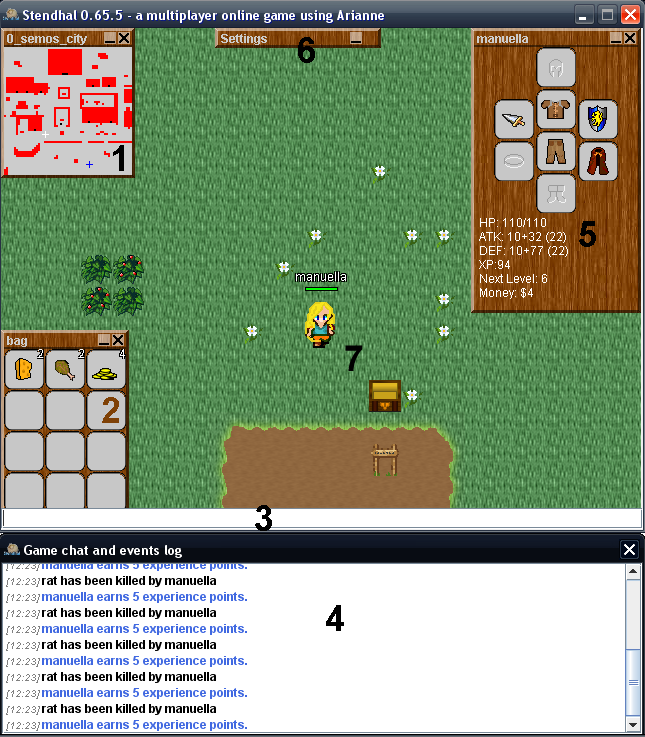 Stendhal 0.65.5 - a multiplayer online game using Arianne
0_semos_city
Settings
manuella
6
1
HP: 110/110
ATK: 10+32 (22)
DEF: 10+77 (22)
XP:94
Next Level: 6
Money: $4
5
manuella
7
bag
2
2
4
2
3
Game chat and events log
[12:23] manuella earns 5 experience points.
[12:23] rat has been killed by manuella
[12:23] manuella earns 5 experience points.
[12:23] rat has been killed by manuella
[12:23] manuella earns 5 experience points.
[12:23] rat has been killed by manuella
[12:23] manuella earns 5 experience points.
[12:23] rat has been killed by manuella
[12:23] manuella earns 5 experience points.
[12:23] rat has been killed by manuella
[12:23] manuella earns 5 experience points.
4